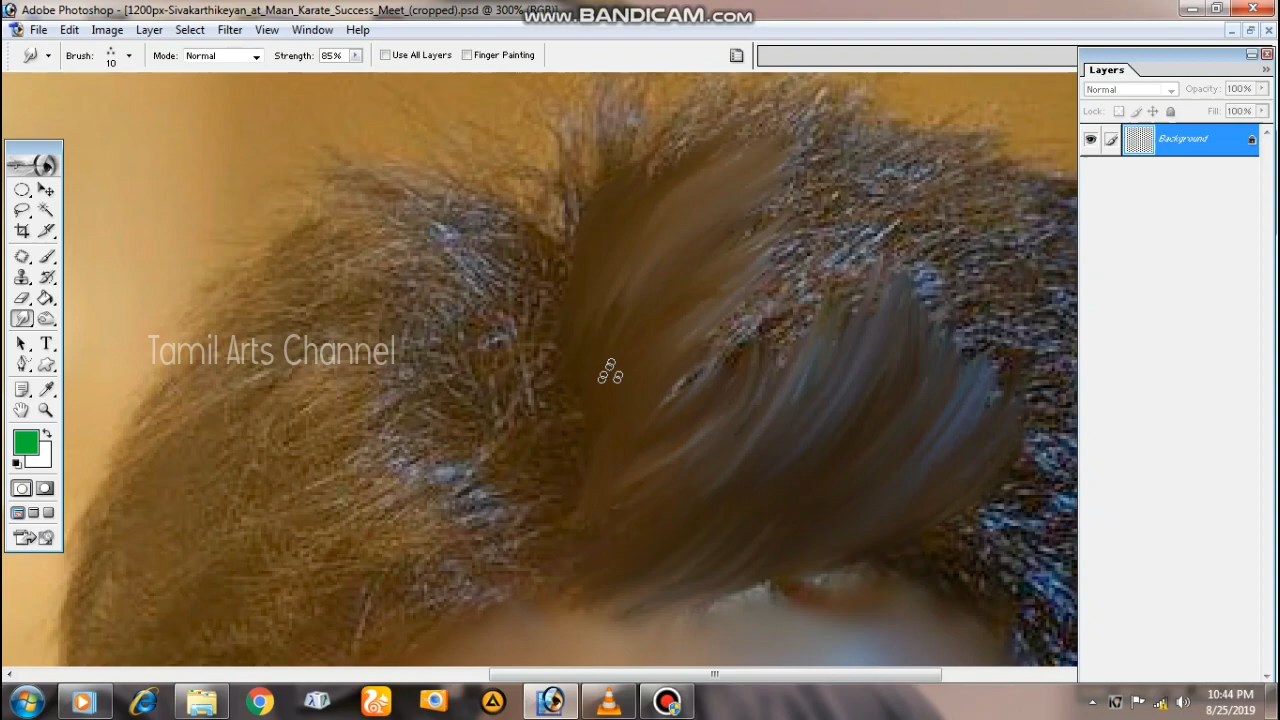 Adobe Photoshop - [1200px-Sivakarthikeyan_at_Maan_Karate_Success_Meet_(cropped).psd @ 300% (RGB)]
www.BANDICAM.com
File Edit Image Layer Select Filter View Window Help
Brush: 10 Mode: Normal Strength: 85% Use All Layers Finger Painting
Layers
Normal Opacity: 100%
Lock: Fill: 100%
Background
Tamil Arts Channel
10:44 PM
8/25/2019